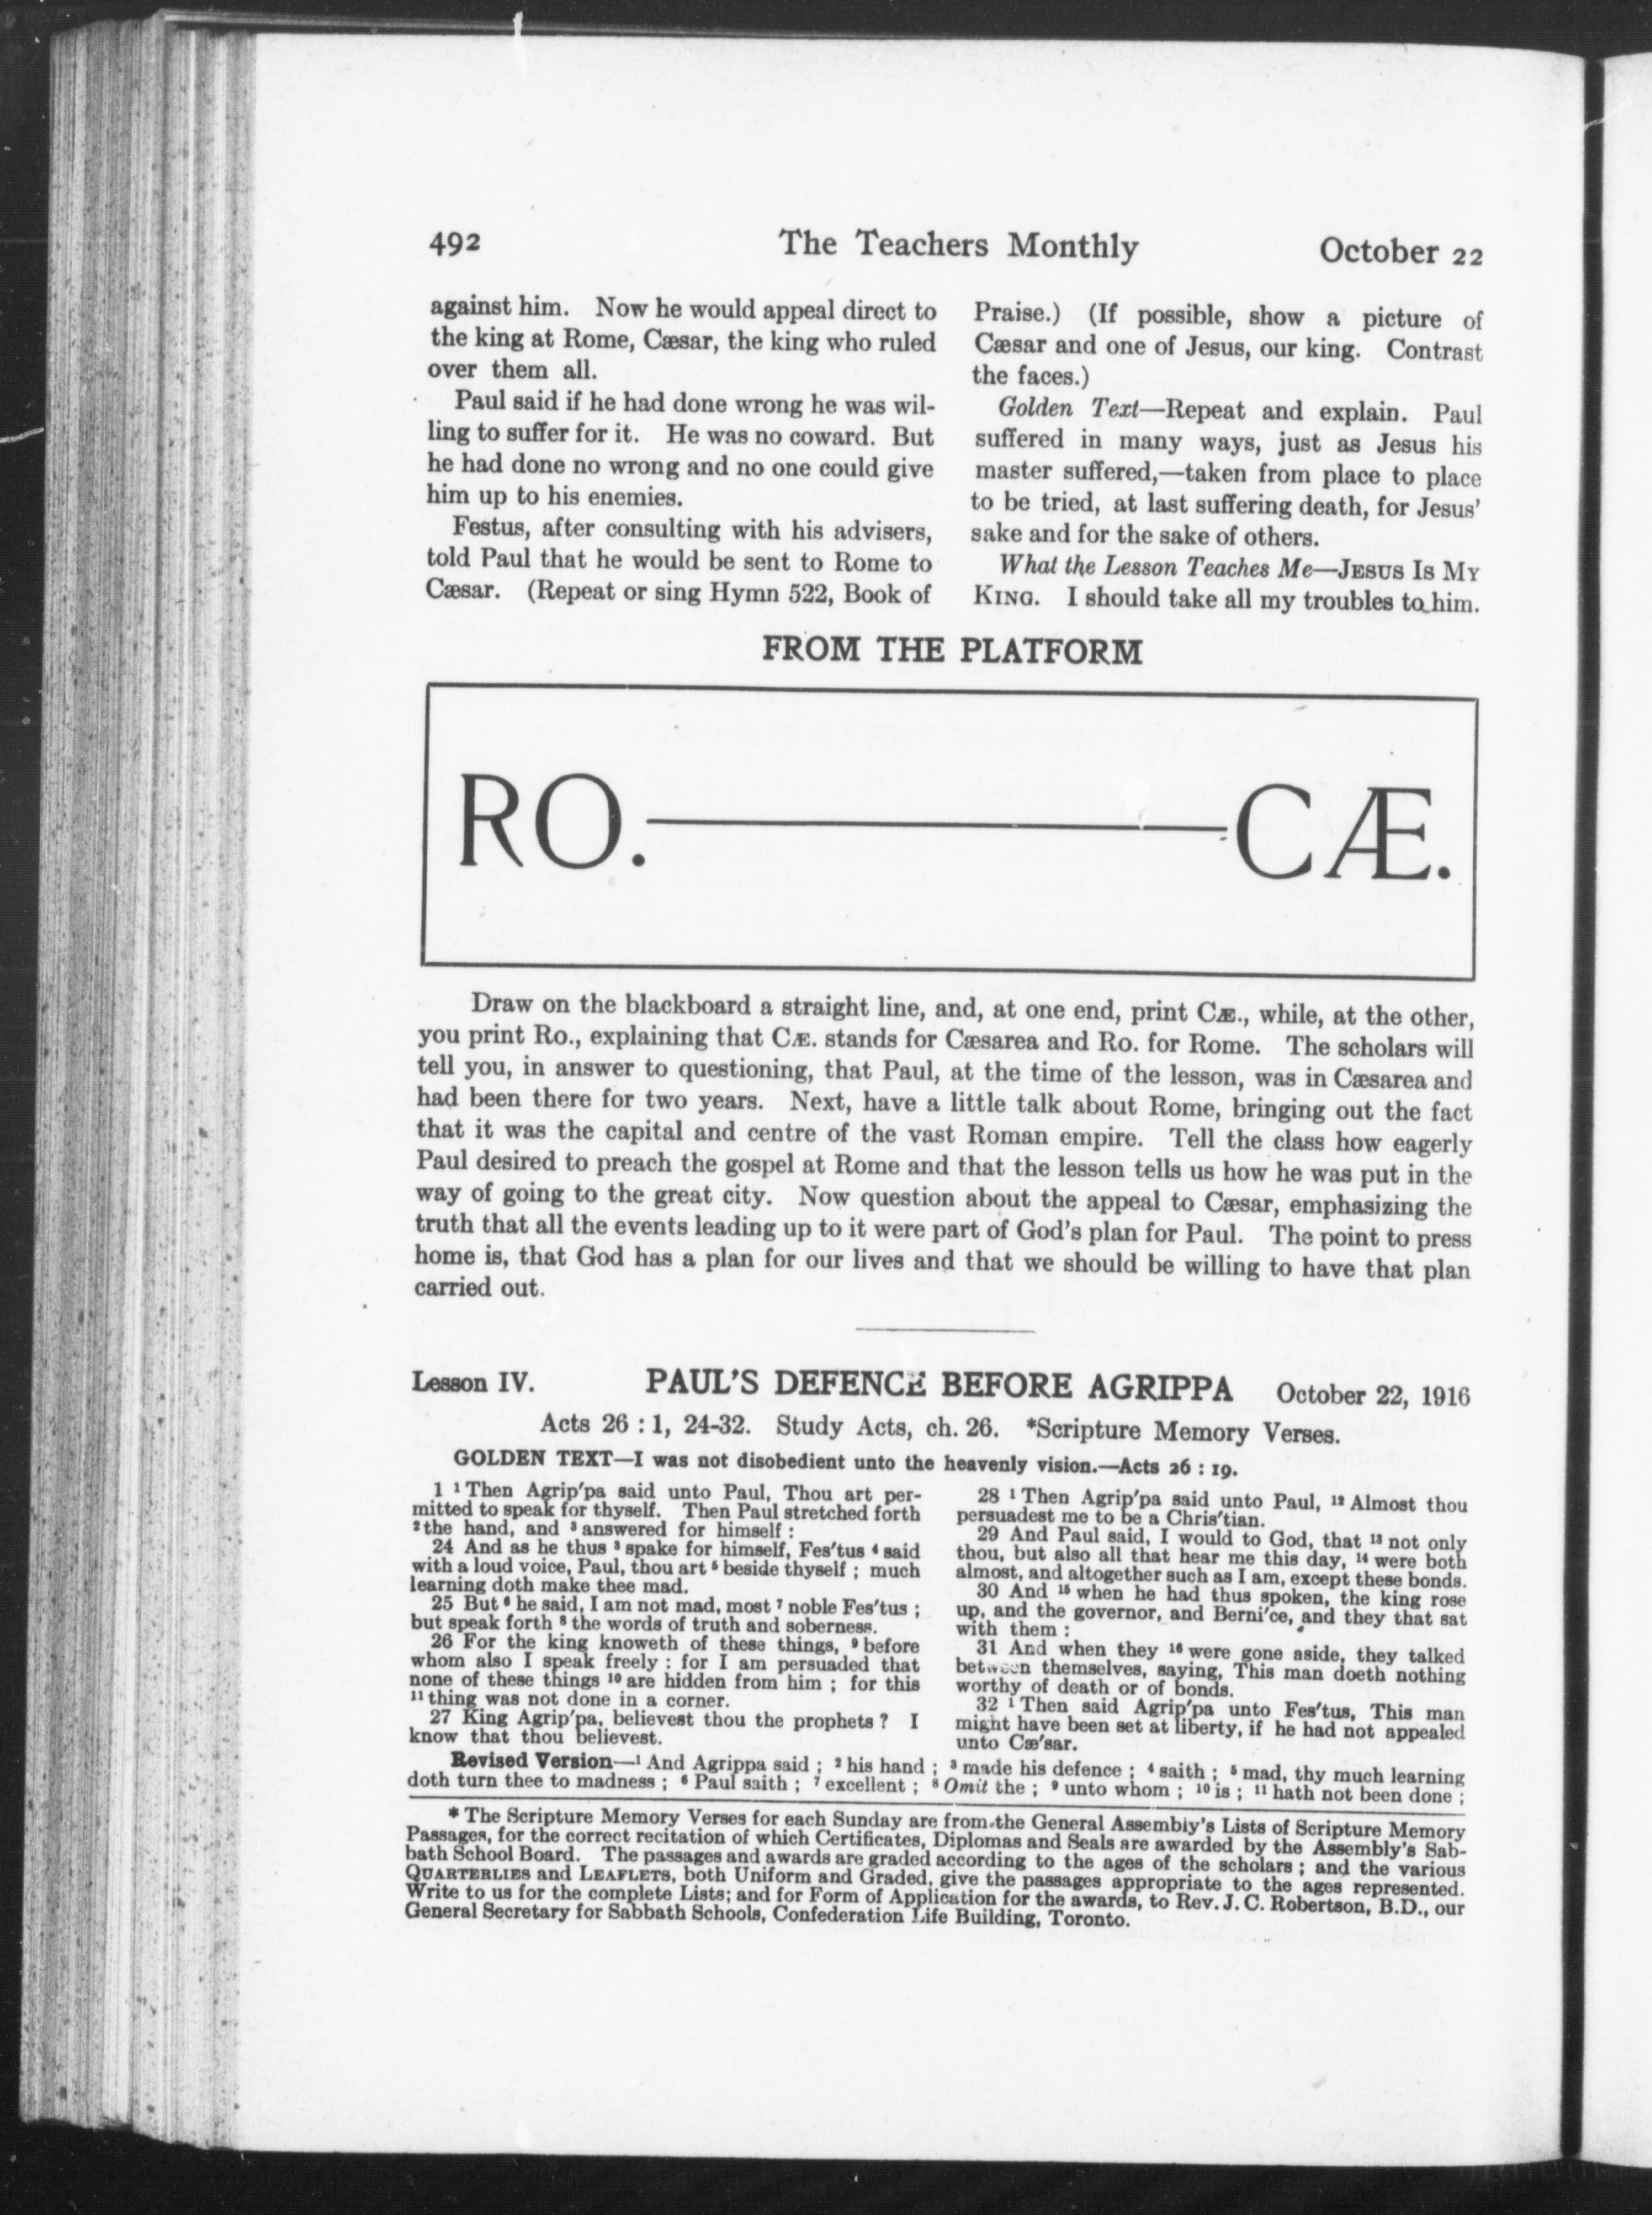 492
The Teachers Monthly
October 22
against him. Now he would appeal direct to
the king at Rome, Cæsar, the king who ruled
over them all.
Paul said if he had done wrong he was wil-
ling to suffer for it. He was no coward. But
he had done no wrong and no one could give
him up to his enemies.
Festus, after consulting with his advisers,
told Paul that he would be sent to Rome to
Cæsar. (Repeat or sing Hymn 522, Book of
Praise.) (If possible, show a picture of
Cæsar and one of Jesus, our king. Contrast
the faces.)
Golden Text—Repeat and explain. Paul
suffered in many ways, just as Jesus his
master suffered,—taken from place to place
to be tried, at last suffering death, for Jesus'
sake and for the sake of others.
What the Lesson Teaches Me—JESUS IS MY
KING. I should take all my troubles to him.
FROM THE PLATFORM
RO.—CÆ.
Draw on the blackboard a straight line, and, at one end, print CÆ., while, at the other,
you print Ro., explaining that CÆ. stands for Cæsarea and Ro. for Rome. The scholars will
tell you, in answer to questioning, that Paul, at the time of the lesson, was in Cæsarea and
had been there for two years. Next, have a little talk about Rome, bringing out the fact
that it was the capital and centre of the vast Roman empire. Tell the class how eagerly
Paul desired to preach the gospel at Rome and that the lesson tells us how he was put in the
way of going to the great city. Now question about the appeal to Cæsar, emphasizing the
truth that all the events leading up to it were part of God's plan for Paul. The point to press
home is, that God has a plan for our lives and that we should be willing to have that plan
carried out.
Lesson IV. PAUL'S DEFENCE BEFORE AGRIPPA October 22, 1916
Acts 26 : 1, 24-32. Study Acts, ch. 26. *Scripture Memory Verses.
GOLDEN TEXT—I was not disobedient unto the heavenly vision.—Acts 26 : 19.
1 ¹ Then Agrip'pa said unto Paul, Thou art per-
mitted to speak for thyself. Then Paul stretched forth
² the hand, and ³ answered for himself :
24 And as he thus ³ spake for himself, Fes'tus ⁴ said
with a loud voice, Paul, thou art ⁵ beside thyself ; much
learning doth make thee mad.
25 But ⁶ he said, I am not mad, most ⁷ noble Fes'tus ;
but speak forth ⁸ the words of truth and soberness.
26 For the king knoweth of these things, ⁹ before
whom also I speak freely : for I am persuaded that
none of these things ¹⁰ are hidden from him ; for this
¹¹ thing was not done in a corner.
27 King Agrip'pa, believest thou the prophets ? I
know that thou believest.
28 ¹ Then Agrip'pa said unto Paul, ¹² Almost thou
persuadest me to be a Chris'tian.
29 And Paul said, I would to God, that ¹³ not only
thou, but also all that hear me this day, ¹⁴ were both
almost, and altogether such as I am, except these bonds.
30 And ¹⁵ when he had thus spoken, the king rose
up, and the governor, and Berni'ce, and they that sat
with them :
31 And when they ¹⁶ were gone aside, they talked
between themselves, saying, This man doeth nothing
worthy of death or of bonds.
32 ¹ Then said Agrip'pa unto Fes'tus, This man
might have been set at liberty, if he had not appealed
unto Cæ'sar.
Revised Version—¹ And Agrippa said ; ² his hand ; ³ made his defence ; ⁴ saith ; ⁵ mad, thy much learning
doth turn thee to madness ; ⁶ Paul saith ; ⁷ excellent ; ⁸ Omit the ; ⁹ unto whom ; ¹⁰ is ; ¹¹ hath not been done ;
* The Scripture Memory Verses for each Sunday are from the General Assembly's Lists of Scripture Memory
Passages, for the correct recitation of which Certificates, Diplomas and Seals are awarded by the Assembly's Sab-
bath School Board. The passages and awards are graded according to the ages of the scholars ; and the various
QUARTERLIES and LEAFLETS, both Uniform and Graded, give the passages appropriate to the ages represented.
Write to us for the complete Lists; and for Form of Application for the awards, to Rev. J. C. Robertson, B.D., our
General Secretary for Sabbath Schools, Confederation Life Building, Toronto.